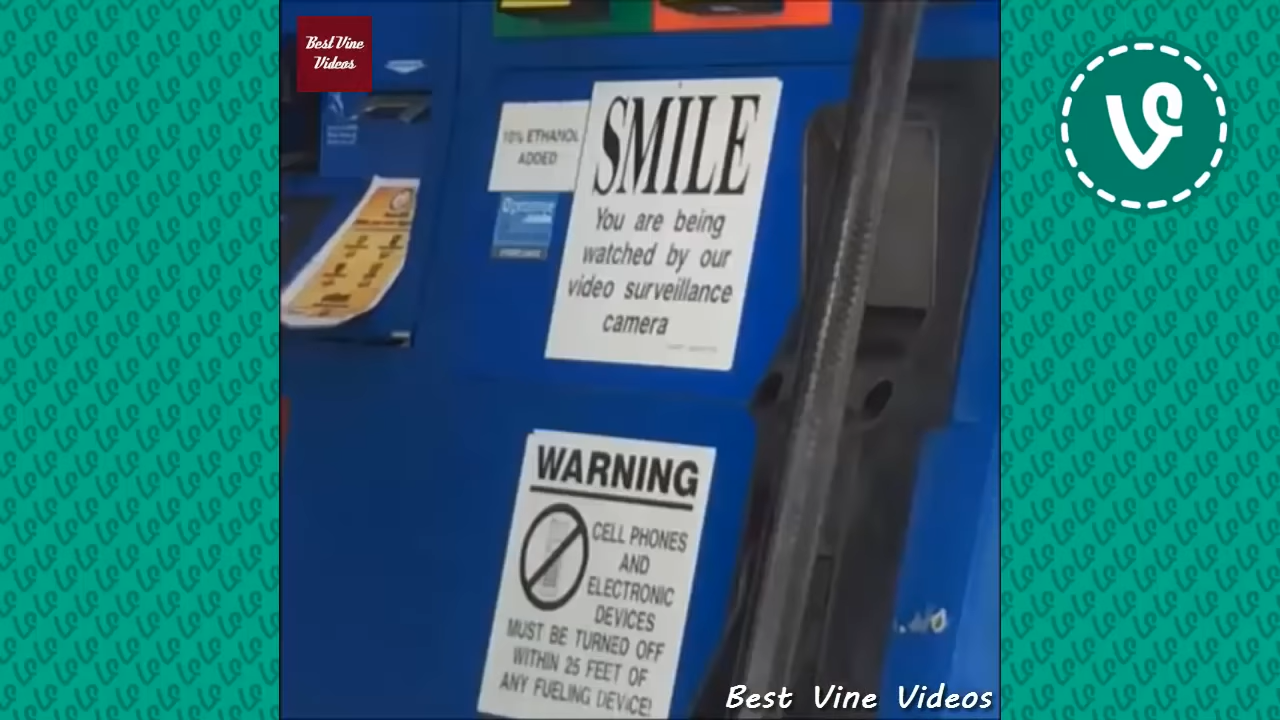 Best Vine
Videos
10% ETHANOL
ADDED
SMILE
You are being
watched by our
video surveillance
camera
WARNING
CELL PHONES
AND
ELECTRONIC
DEVICES
MUST BE TURNED OFF
WITHIN 25 FEET OF
ANY FUELING DEVICE!
Best Vine Videos